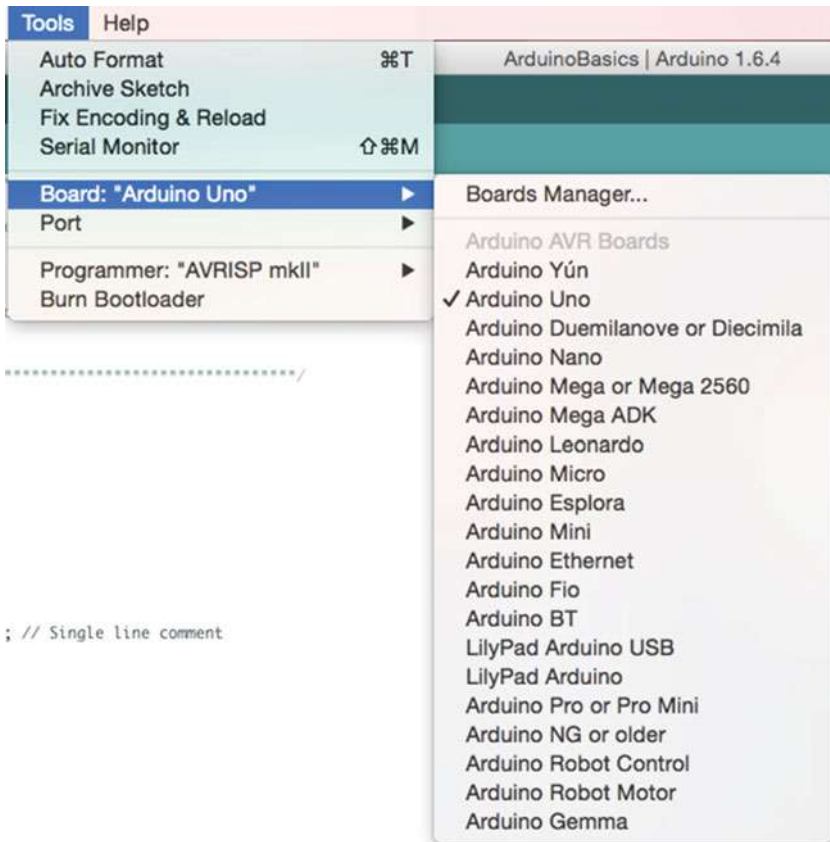 Tools Help
Auto Format ⌘T
Archive Sketch
Fix Encoding & Reload
Serial Monitor ⇧⌘M
Board: "Arduino Uno" ▶
Port ▶
Programmer: "AVRISP mkII" ▶
Burn Bootloader
*******************************/
; // Single line comment
ArduinoBasics | Arduino 1.6.4
Boards Manager...
Arduino AVR Boards
Arduino Yún
✓ Arduino Uno
Arduino Duemilanove or Diecimila
Arduino Nano
Arduino Mega or Mega 2560
Arduino Mega ADK
Arduino Leonardo
Arduino Micro
Arduino Esplora
Arduino Mini
Arduino Ethernet
Arduino Fio
Arduino BT
LilyPad Arduino USB
LilyPad Arduino
Arduino Pro or Pro Mini
Arduino NG or older
Arduino Robot Control
Arduino Robot Motor
Arduino Gemma